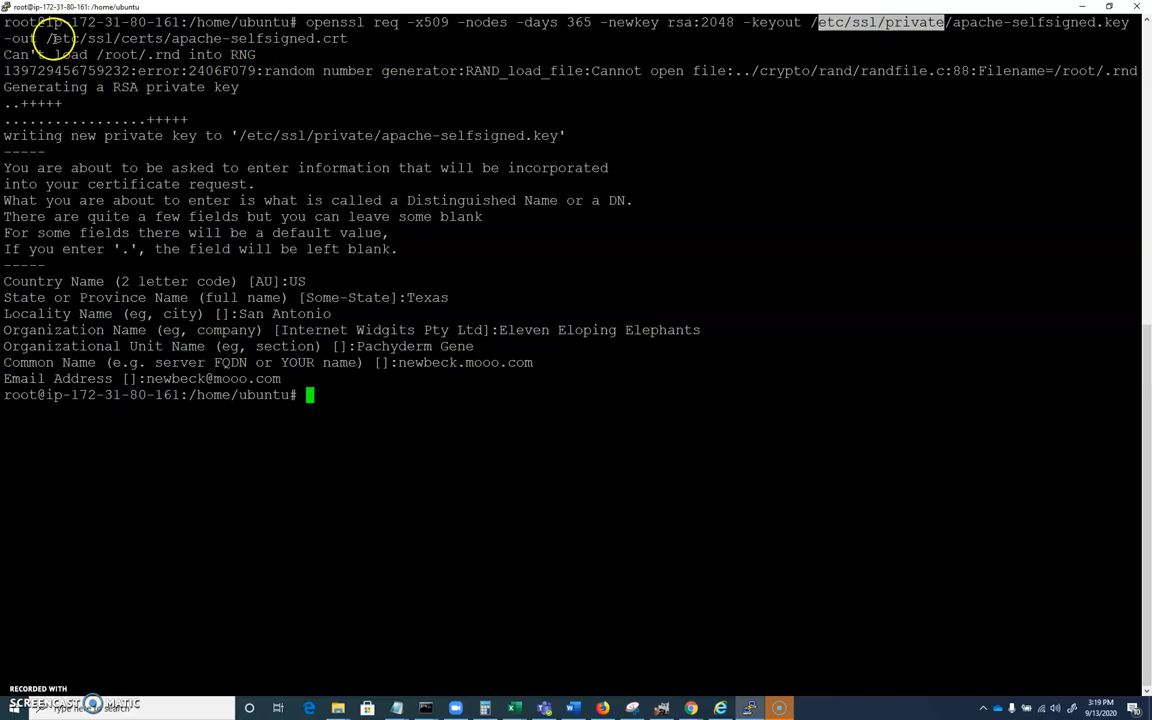 root@ip-172-31-80-161: /home/ubuntu
root@ip-172-31-80-161:/home/ubuntu# openssl req -x509 -nodes -days 365 -newkey rsa:2048 -keyout /etc/ssl/private/apache-selfsigned.key
-out /etc/ssl/certs/apache-selfsigned.crt
Can't load /root/.rnd into RNG
139729456759232:error:2406F079:random number generator:RAND_load_file:Cannot open file:../crypto/rand/randfile.c:88:Filename=/root/.rnd
Generating a RSA private key
..+++++
.................+++++
writing new private key to '/etc/ssl/private/apache-selfsigned.key'
-----
You are about to be asked to enter information that will be incorporated
into your certificate request.
What you are about to enter is what is called a Distinguished Name or a DN.
There are quite a few fields but you can leave some blank
For some fields there will be a default value,
If you enter '.', the field will be left blank.
-----
Country Name (2 letter code) [AU]:US
State or Province Name (full name) [Some-State]:Texas
Locality Name (eg, city) []:San Antonio
Organization Name (eg, company) [Internet Widgits Pty Ltd]:Eleven Eloping Elephants
Organizational Unit Name (eg, section) []:Pachyderm Gene
Common Name (e.g. server FQDN or YOUR name) []:newbeck.mooo.com
Email Address []:newbeck@mooo.com
root@ip-172-31-80-161:/home/ubuntu#
RECORDED WITH
SCREENCAST MATIC
Type here to search
3:19 PM
9/13/2020